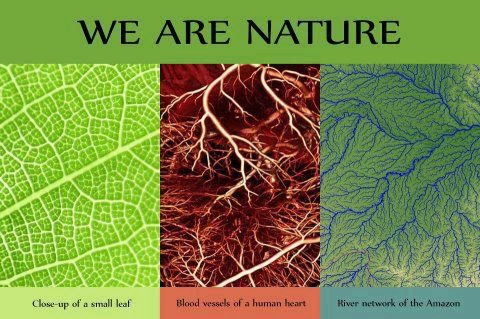 WE ARE NATURE
Close-up of a small leaf
Blood vessels of a human heart
River network of the Amazon